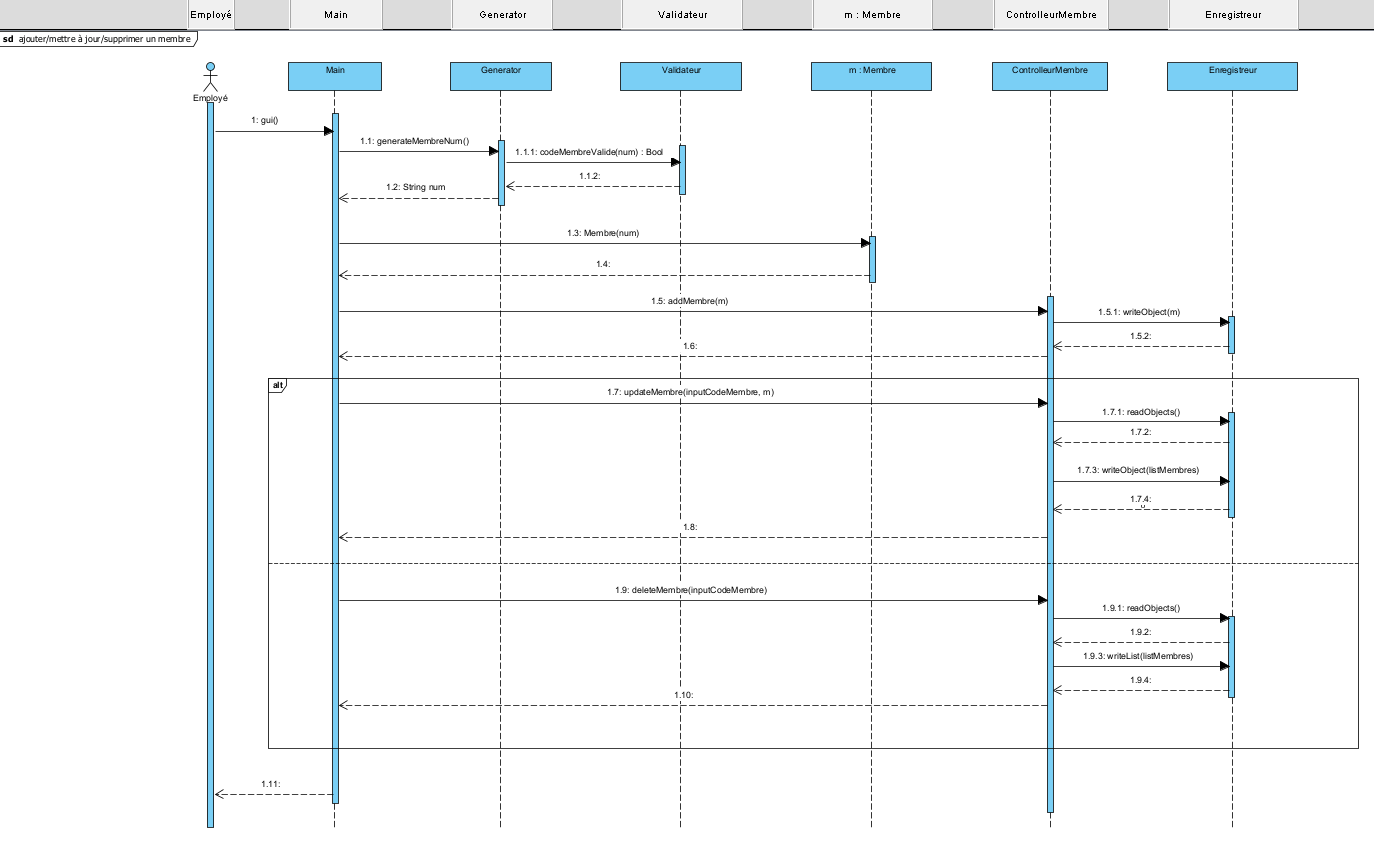 Employé Main Generator Validateur m : Membre ControlleurMembre Enregistreur
sd ajouter/mettre à jour/supprimer un membre
Main Generator Validateur m : Membre ControlleurMembre Enregistreur
Employé
1: gui()
1.1: generateMembreNum()
1.1.1: codeMembreValide(num) : Bool
1.1.2:
1.2: String num
1.3: Membre(num)
1.4:
1.5: addMembre(m)
1.5.1: writeObject(m)
1.5.2:
1.6:
alt
1.7: updateMembre(inputCodeMembre, m)
1.7.1: readObjects()
1.7.2:
1.7.3: writeObject(listMembres)
1.7.4:
1.8:
1.9: deleteMembre(inputCodeMembre)
1.9.1: readObjects()
1.9.2:
1.9.3: writeList(listMembres)
1.9.4:
1.10:
1.11: